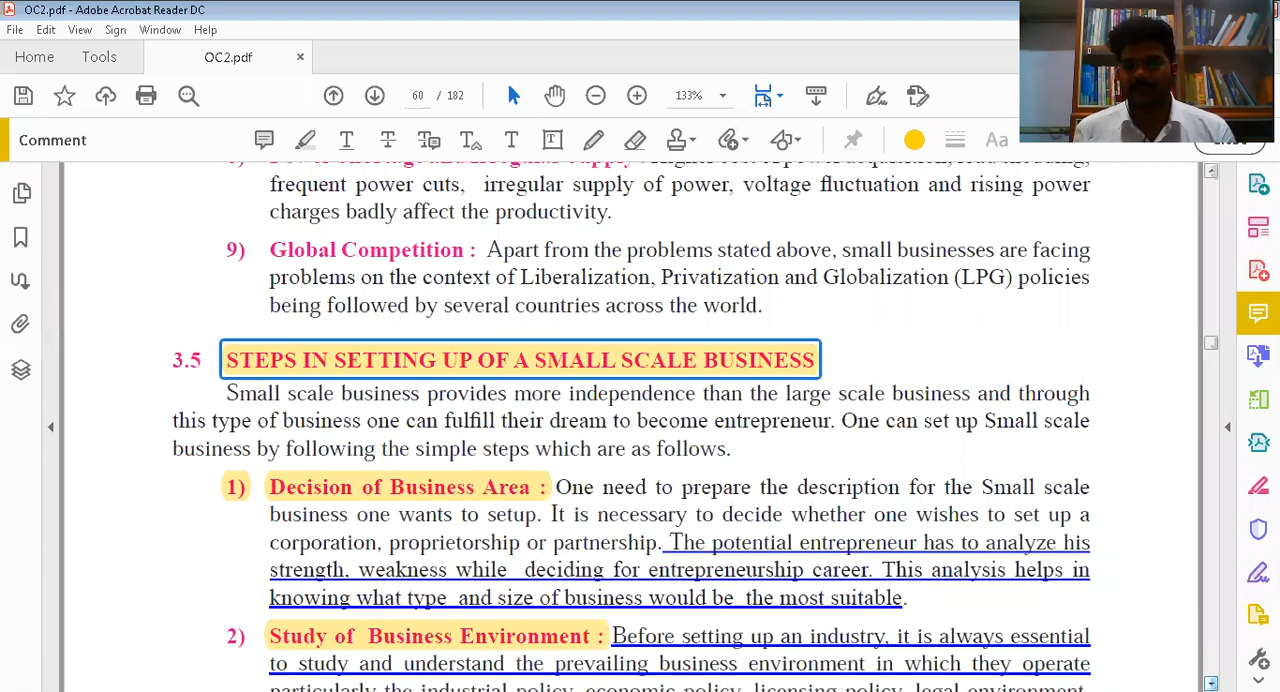 OC2.pdf - Adobe Acrobat Reader DC
File Edit View Sign Window Help
Home Tools OC2.pdf ×
60 / 182 133%
Comment Aa
frequent power cuts, irregular supply of power, voltage fluctuation and rising power
charges badly affect the productivity.
9) Global Competition : Apart from the problems stated above, small businesses are facing
problems on the context of Liberalization, Privatization and Globalization (LPG) policies
being followed by several countries across the world.
3.5 STEPS IN SETTING UP OF A SMALL SCALE BUSINESS
Small scale business provides more independence than the large scale business and through
this type of business one can fulfill their dream to become entrepreneur. One can set up Small scale
business by following the simple steps which are as follows.
1) Decision of Business Area : One need to prepare the description for the Small scale
business one wants to setup. It is necessary to decide whether one wishes to set up a
corporation, proprietorship or partnership. The potential entrepreneur has to analyze his
strength, weakness while deciding for entrepreneurship career. This analysis helps in
knowing what type and size of business would be the most suitable.
2) Study of Business Environment : Before setting up an industry, it is always essential
to study and understand the prevailing business environment in which they operate
particularly the industrial policy, economic policy, licensing policy, legal environment,